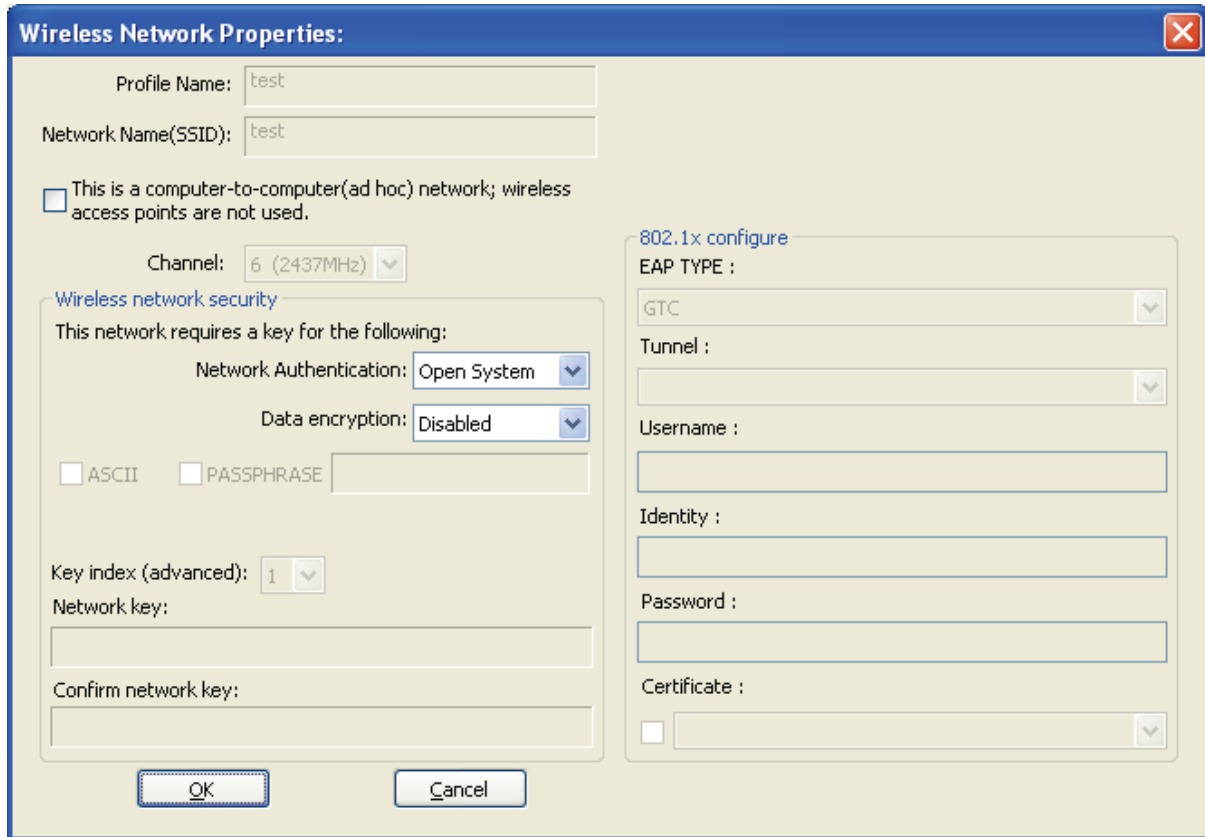 Wireless Network Properties:
Profile Name: test
Network Name(SSID): test
This is a computer-to-computer(ad hoc) network; wireless
access points are not used.
Channel: 6 (2437MHz)
Wireless network security
This network requires a key for the following:
Network Authentication: Open System
Data encryption: Disabled
ASCII PASSPHRASE
Key index (advanced): 1
Network key:
Confirm network key:
OK Cancel
802.1x configure
EAP TYPE :
GTC
Tunnel :
Username :
Identity :
Password :
Certificate :